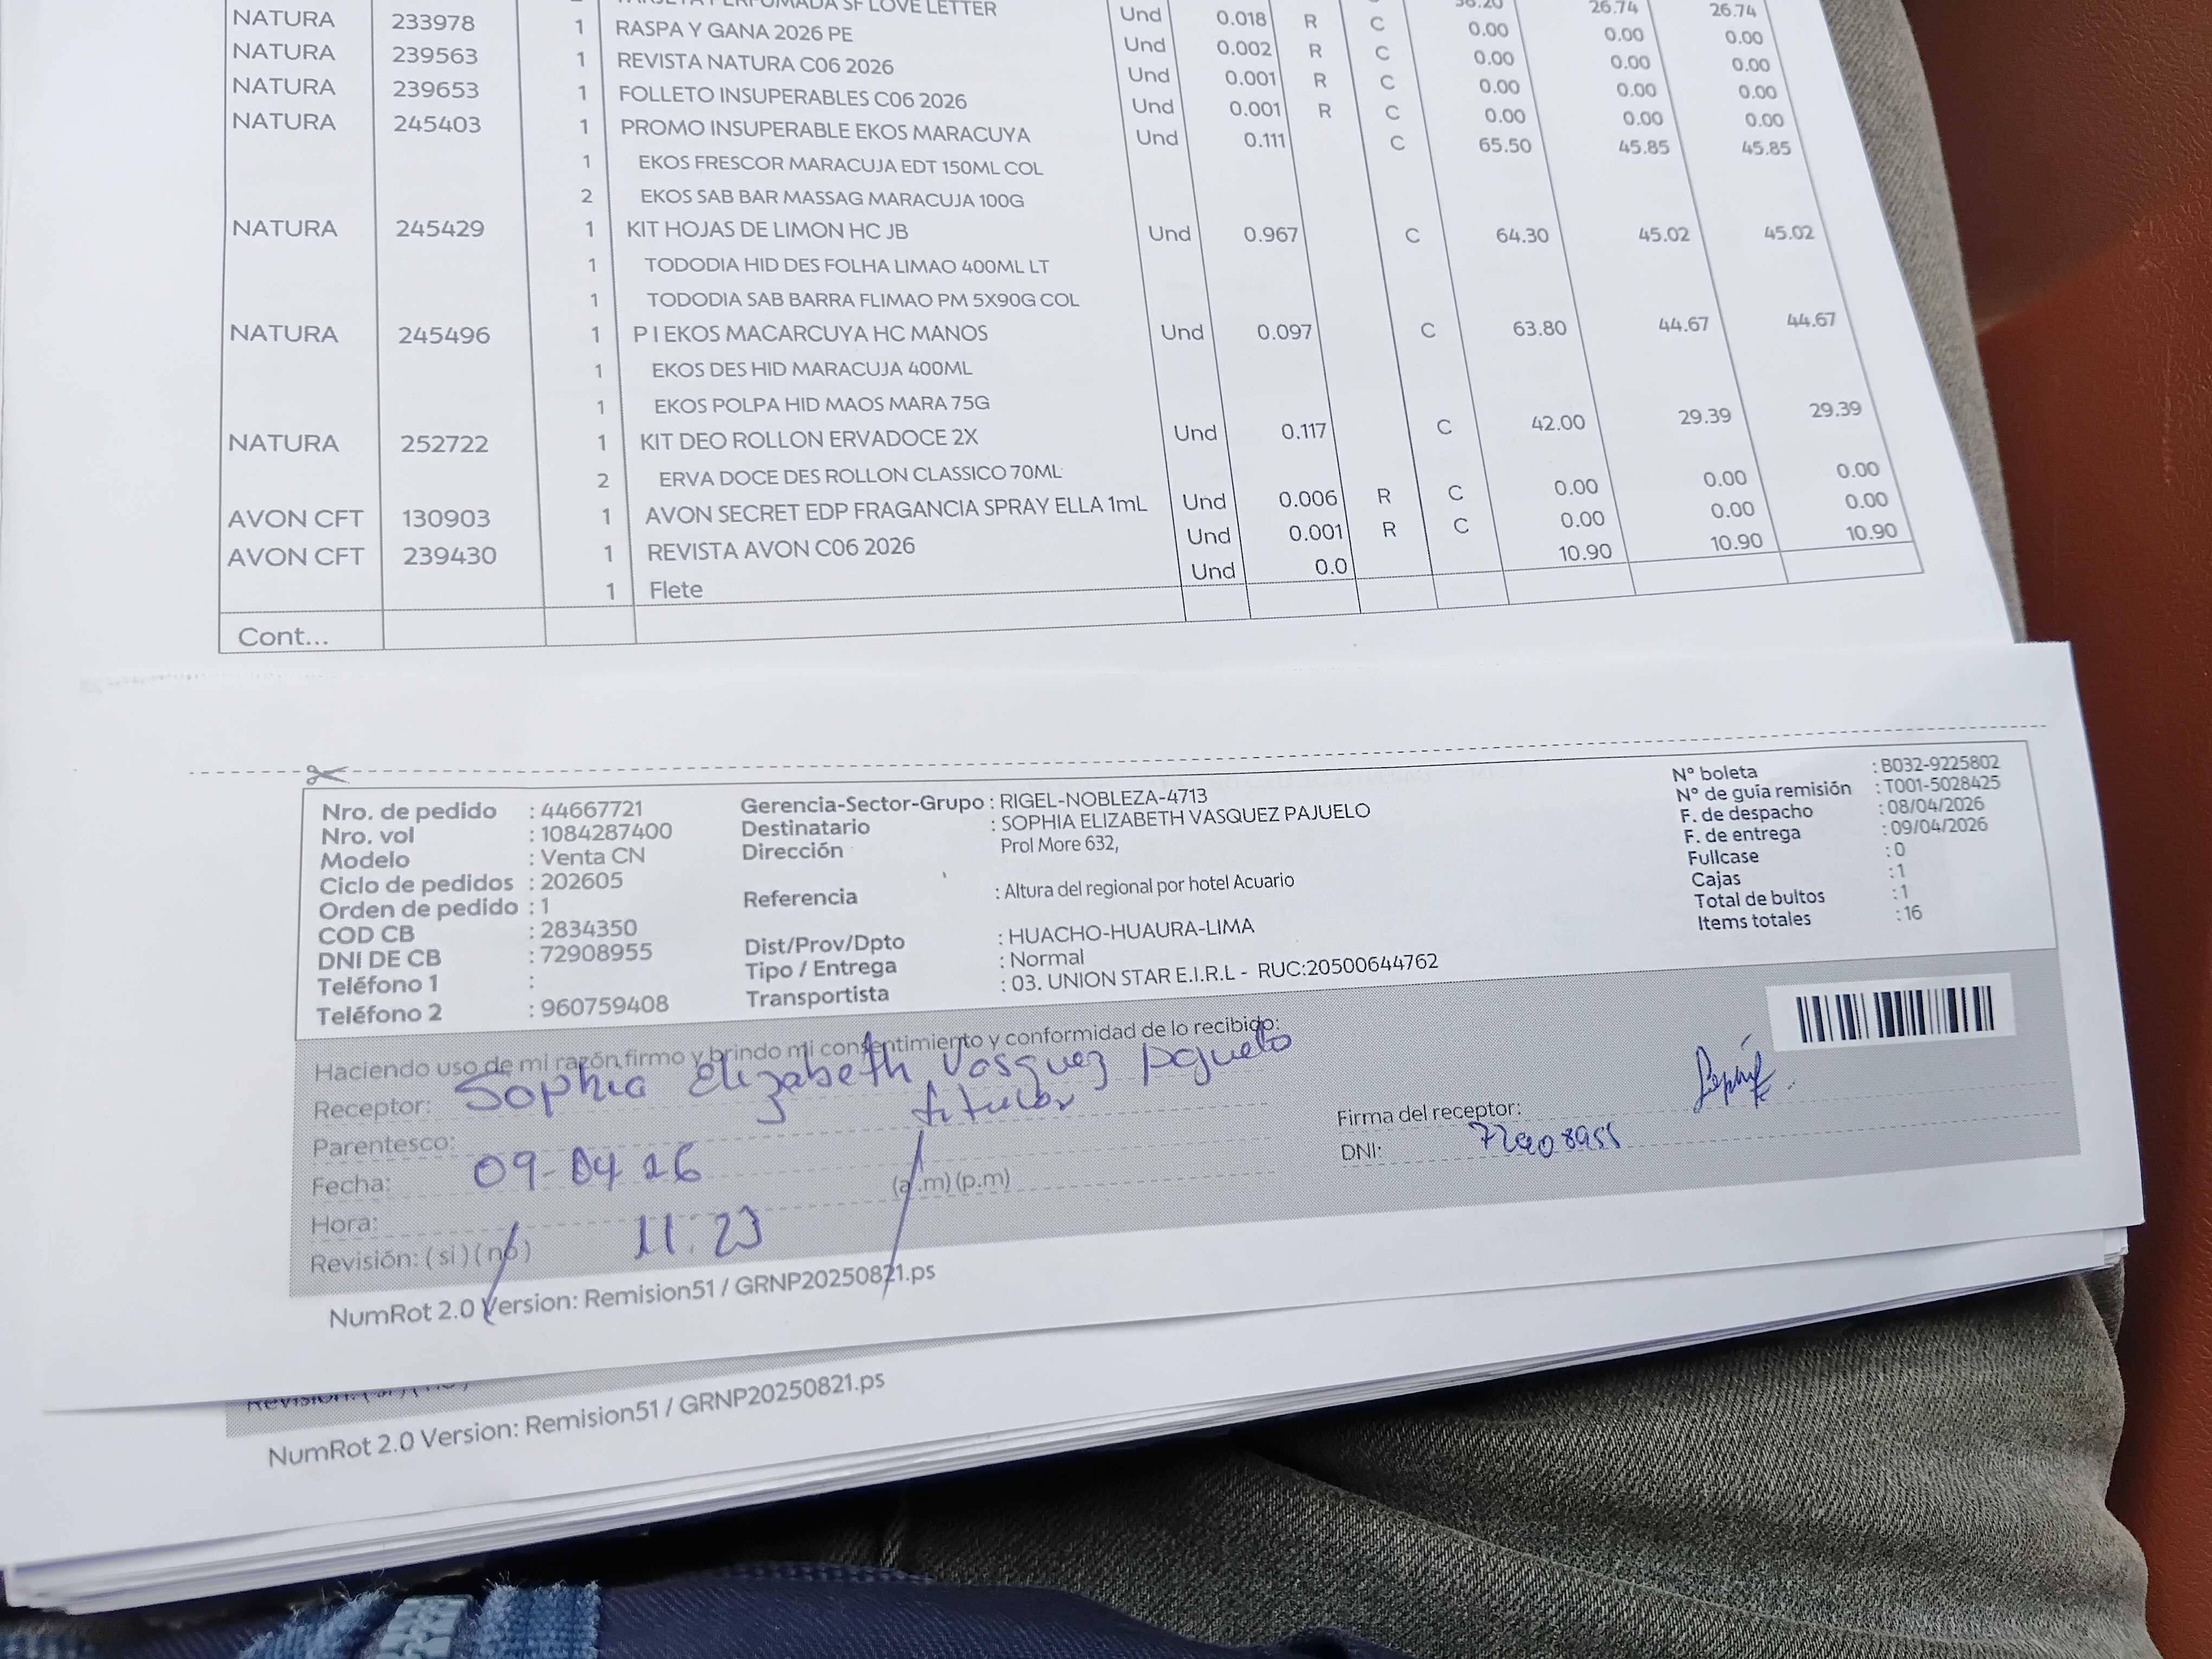 TARJETA PERFUMADA SF LOVE LETTER 26.74 26.74
NATURA 233978 1 RASPA Y GANA 2026 PE Und 0.018 R C 0.00 0.00 0.00
NATURA 239563 1 REVISTA NATURA C06 2026 Und 0.002 R C 0.00 0.00 0.00
NATURA 239653 1 FOLLETO INSUPERABLES C06 2026 Und 0.001 R C 0.00 0.00 0.00
Und 0.001 R C 0.00 0.00 0.00
NATURA 245403 1 PROMO INSUPERABLE EKOS MARACUYA Und 0.111 C 65.50 45.85 45.85
1 EKOS FRESCOR MARACUJA EDT 150ML COL
2 EKOS SAB BAR MASSAG MARACUJA 100G
NATURA 245429 1 KIT HOJAS DE LIMON HC JB Und 0.967 C 64.30 45.02 45.02
1 TODODIA HID DES FOLHA LIMAO 400ML LT
1 TODODIA SAB BARRA FLIMAO PM 5X90G COL
NATURA 245496 1 P I EKOS MACARCUYA HC MANOS Und 0.097 C 63.80 44.67 44.67
1 EKOS DES HID MARACUJA 400ML
1 EKOS POLPA HID MAOS MARA 75G
NATURA 252722 1 KIT DEO ROLLON ERVADOCE 2X Und 0.117 C 42.00 29.39 29.39
2 ERVA DOCE DES ROLLON CLASSICO 70ML
AVON CFT 130903 1 AVON SECRET EDP FRAGANCIA SPRAY ELLA 1mL Und 0.006 R C 0.00 0.00 0.00
AVON CFT 239430 1 REVISTA AVON C06 2026 Und 0.001 R C 0.00 0.00 0.00
1 Flete Und 0.0 10.90 10.90 10.90
Cont...
Nro. de pedido : 44667721
Nro. vol : 1084287400
Modelo : Venta CN
Ciclo de pedidos : 202605
Orden de pedido : 1
COD CB : 2834350
DNI DE CB : 72908955
Teléfono 1 :
Teléfono 2 : 960759408
Gerencia-Sector-Grupo : RIGEL-NOBLEZA-4713
Destinatario : SOPHIA ELIZABETH VASQUEZ PAJUELO
Dirección Prol More 632,
Referencia : Altura del regional por hotel Acuario
Dist/Prov/Dpto : HUACHO-HUAURA-LIMA
Tipo / Entrega : Normal
Transportista : 03. UNION STAR E.I.R.L - RUC:20500644762
N° boleta : B032-9225802
N° de guía remisión : T001-5028425
F. de despacho : 08/04/2026
F. de entrega : 09/04/2026
Fullcase : 0
Cajas : 1
Total de bultos : 1
Items totales : 16
Haciendo uso de mi razón firmo y brindo mi consentimiento y conformidad de lo recibido:
Receptor: Sophia Elizabeth Vasquez Pajuelo
Parentesco: titular
Fecha: 09-04 26
Hora: 11:23 (a.m) (p.m)
Revisión: (si) (no)
Firma del receptor:
DNI: 72908955
NumRot 2.0 Version: Remision51 / GRNP20250821.ps
NumRot 2.0 Version: Remision51 / GRNP20250821.ps